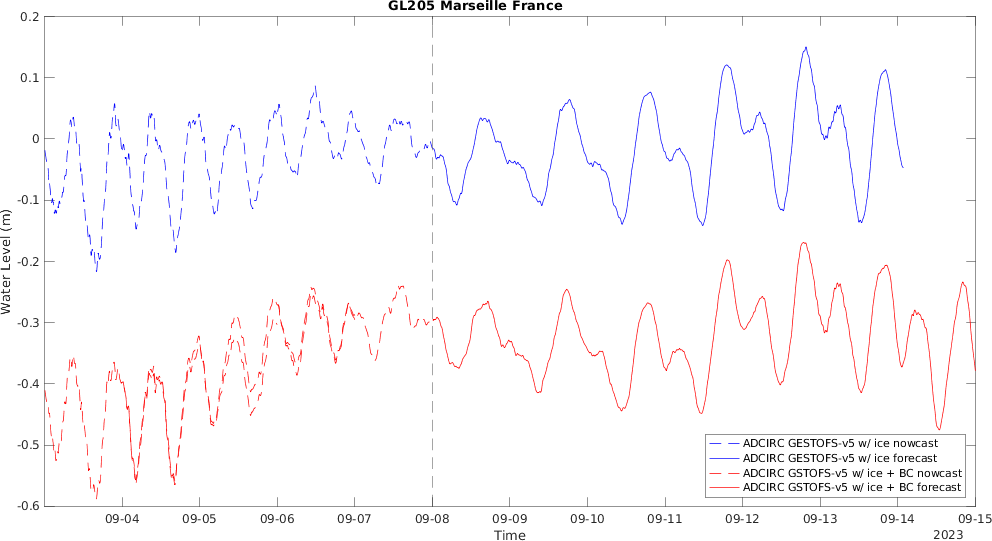 GL205 Marseille France
Water Level (m)
0.2
0.1
0
-0.1
-0.2
-0.3
-0.4
-0.5
-0.6
ADCIRC GESTOFS-v5 w/ ice nowcast
ADCIRC GESTOFS-v5 w/ ice forecast
ADCIRC GSTOFS-v5 w/ ice + BC nowcast
ADCIRC GSTOFS-v5 w/ ice + BC forecast
09-04 09-05 09-06 09-07 09-08 09-09 09-10 09-11 09-12 09-13 09-14 09-15
Time
2023